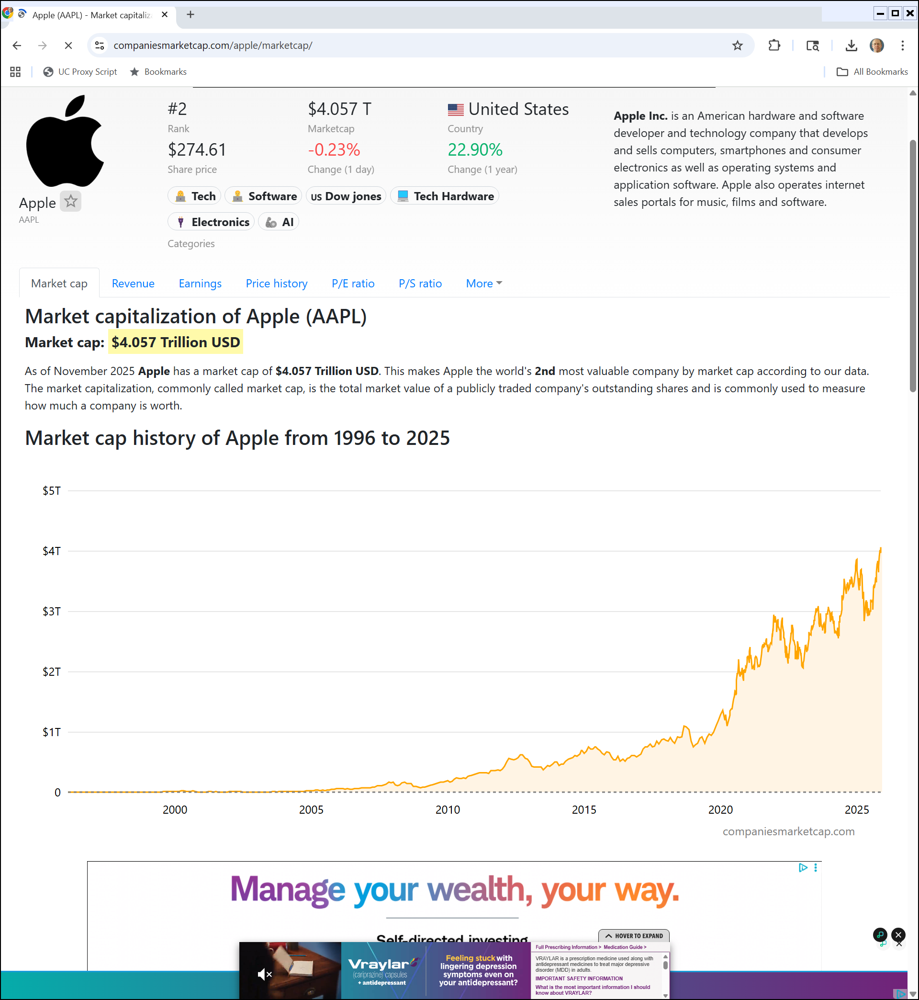 Apple (AAPL) - Market capitaliz
companiesmarketcap.com/apple/marketcap/
UC Proxy Script
Bookmarks
All Bookmarks
Apple
AAPL
#2
Rank
$4.057 T
Marketcap
United States
Country
$274.61
Share price
-0.23%
Change (1 day)
22.90%
Change (1 year)
Tech
Software
US Dow jones
Tech Hardware
Electronics
AI
Categories
Apple Inc. is an American hardware and software
developer and technology company that develops
and sells computers, smartphones and consumer
electronics as well as operating systems and
application software. Apple also operates internet
sales portals for music, films and software.
Market cap
Revenue
Earnings
Price history
P/E ratio
P/S ratio
More
Market capitalization of Apple (AAPL)
Market cap: $4.057 Trillion USD
As of November 2025 Apple has a market cap of $4.057 Trillion USD. This makes Apple the world's 2nd most valuable company by market cap according to our data.
The market capitalization, commonly called market cap, is the total market value of a publicly traded company's outstanding shares and is commonly used to measure
how much a company is worth.
Market cap history of Apple from 1996 to 2025
$5T
$4T
$3T
$2T
$1T
0
2000
2005
2010
2015
2020
2025
companiesmarketcap.com
Manage your wealth, your way.
Self-directed investing
HOVER TO EXPAND
Vraylar
(cariprazine) capsules
+ antidepressant
Feeling stuck with
lingering depression
symptoms even on
your antidepressant?
Full Prescribing Information > Medication Guide >
VRAYLAR is a prescription medicine used along with
antidepressant medicines to treat major depressive
disorder (MDD) in adults.
IMPORTANT SAFETY INFORMATION
What is the most important information I should
know about VRAYLAR?